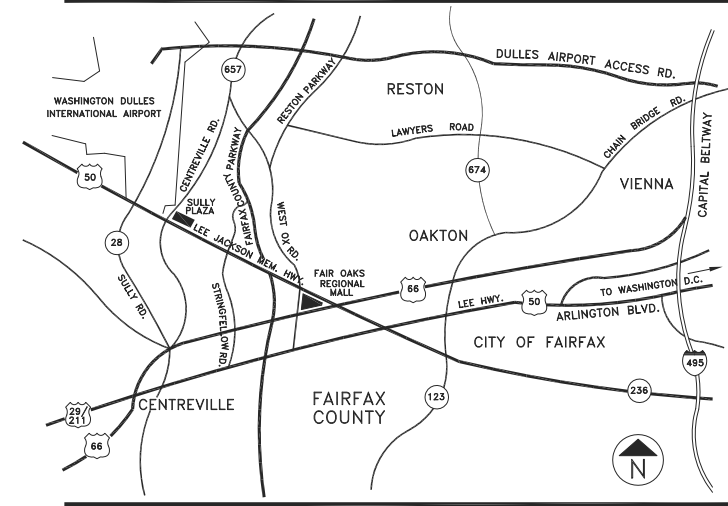 DULLES AIRPORT ACCESS RD.
657
RESTON PARKWAY
RESTON
WASHINGTON DULLES
INTERNATIONAL AIRPORT
CHAIN BRIDGE RD.
CAPITAL BELTWAY
LAWYERS ROAD
CENTREVILLE RD.
FAIRFAX COUNTY PARKWAY
50
674
VIENNA
SULLY
PLAZA
WEST OX RD.
28
LEE JACKSON MEM. HWY.
OAKTON
FAIR OAKS
REGIONAL
MALL
SULLY RD.
STRINGFELLOW RD.
66
LEE HWY.
50
TO WASHINGTON D.C.
ARLINGTON BLVD.
CITY OF FAIRFAX
495
236
123
29/
211
CENTREVILLE
FAIRFAX
COUNTY
66
N